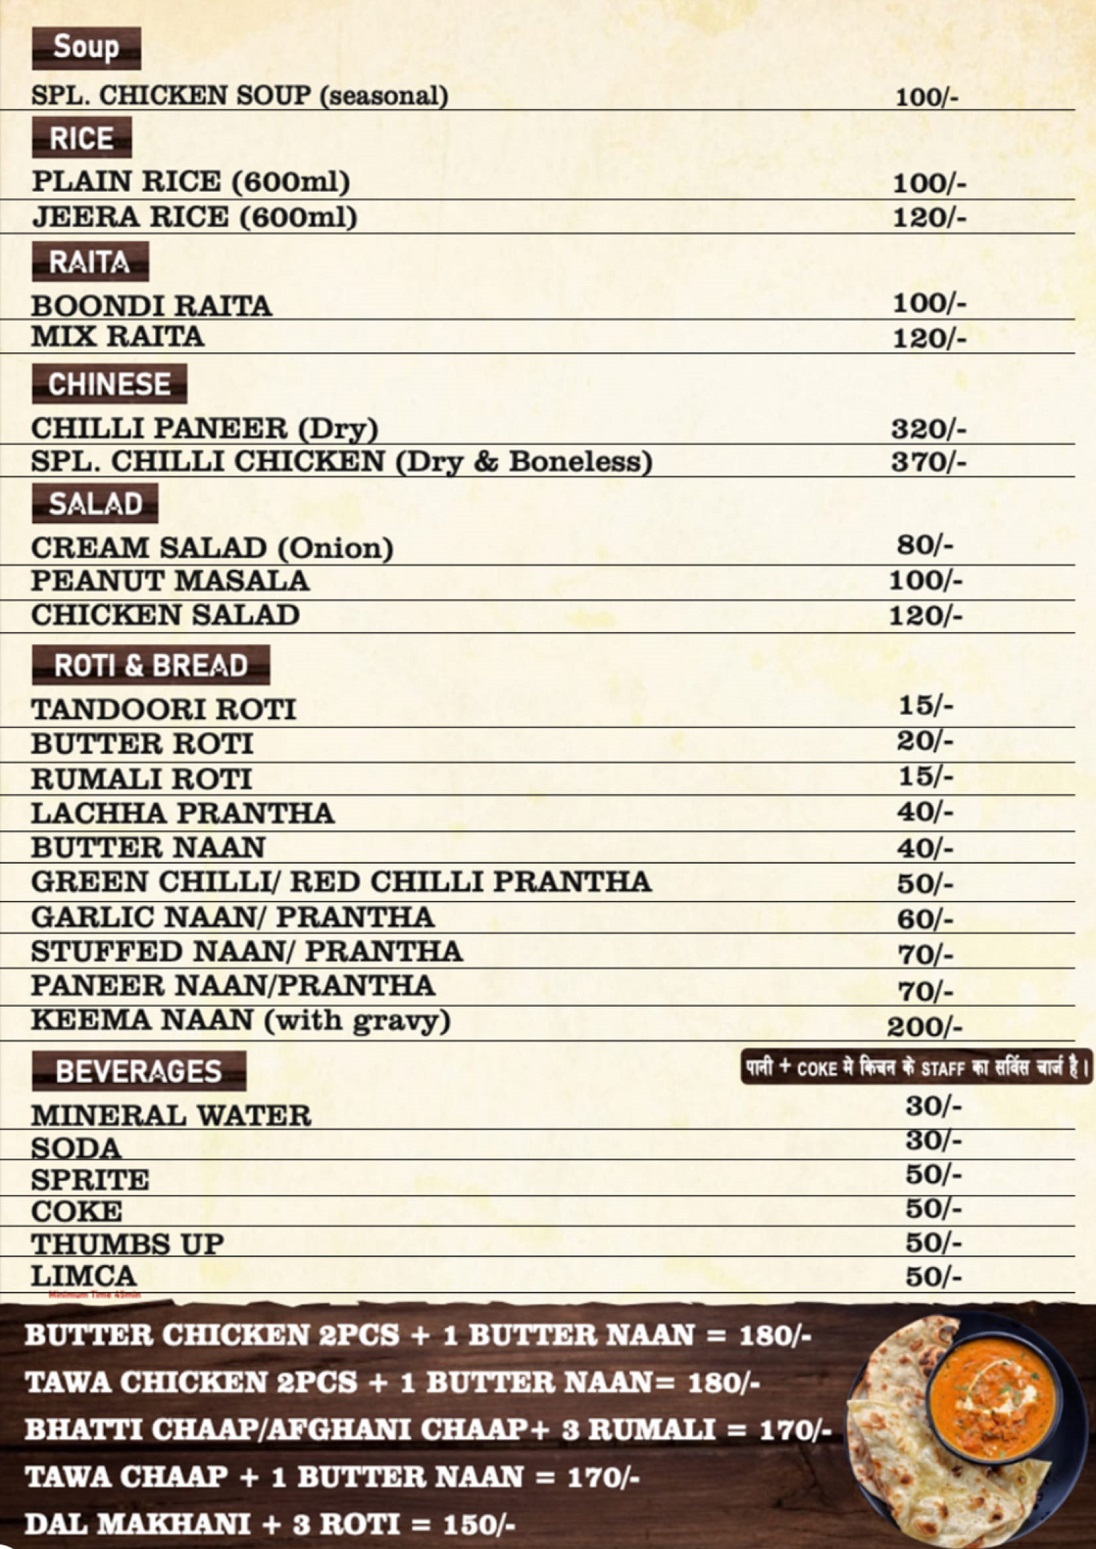 Soup
SPL. CHICKEN SOUP (seasonal) 100/-
RICE
PLAIN RICE (600ml) 100/-
JEERA RICE (600ml) 120/-
RAITA
BOONDI RAITA 100/-
MIX RAITA 120/-
CHINESE
CHILLI PANEER (Dry) 320/-
SPL. CHILLI CHICKEN (Dry & Boneless) 370/-
SALAD
CREAM SALAD (Onion) 80/-
PEANUT MASALA 100/-
CHICKEN SALAD 120/-
ROTI & BREAD
TANDOORI ROTI 15/-
BUTTER ROTI 20/-
RUMALI ROTI 15/-
LACHHA PRANTHA 40/-
BUTTER NAAN 40/-
GREEN CHILLI/ RED CHILLI PRANTHA 50/-
GARLIC NAAN/ PRANTHA 60/-
STUFFED NAAN/ PRANTHA 70/-
PANEER NAAN/PRANTHA 70/-
KEEMA NAAN (with gravy) 200/-
BEVERAGES पानी + COKE मे किचन के STAFF का सर्विस चार्ज है।
MINERAL WATER 30/-
SODA 30/-
SPRITE 50/-
COKE 50/-
THUMBS UP 50/-
LIMCA 50/-
Minimum Time 45min
BUTTER CHICKEN 2PCS + 1 BUTTER NAAN = 180/-
TAWA CHICKEN 2PCS + 1 BUTTER NAAN= 180/-
BHATTI CHAAP/AFGHANI CHAAP+ 3 RUMALI = 170/-
TAWA CHAAP + 1 BUTTER NAAN = 170/-
DAL MAKHANI + 3 ROTI = 150/-